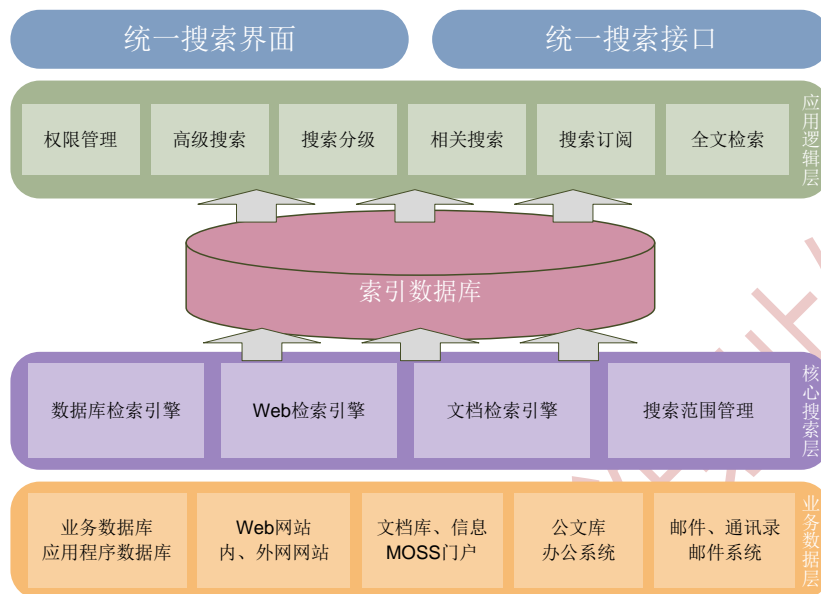 统一搜索界面
统一搜索接口
权限管理
高级搜索
搜索分级
相关搜索
搜索订阅
全文检索
应用逻辑层
索引数据库
数据库检索引擎
Web检索引擎
文档检索引擎
搜索范围管理
核心搜索层
业务数据库
应用程序数据库
Web网站
内、外网网站
文档库、信息
MOSS门户
公文库
办公系统
邮件、通讯录
邮件系统
业务数据层